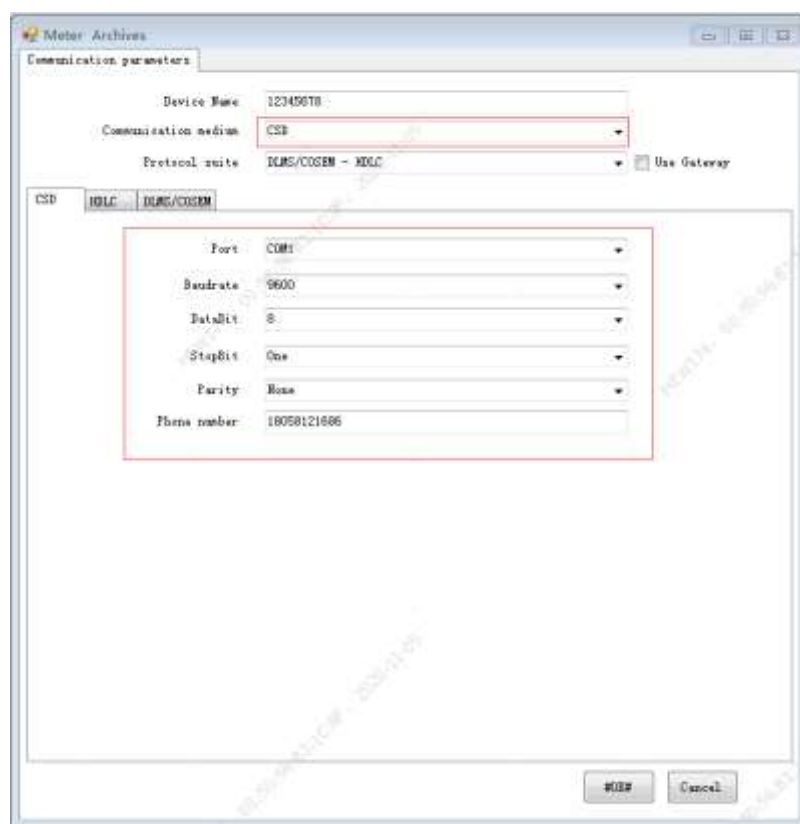 Meter Archives
Communication parameters
Device Name 12345678
Communication medium CSD
Protocol suite DLMS/COSEM - HDLC Use Gateway
CSD HDLC DLMS/COSEM
Port COM1
Baudrate 9600
DataBit 8
StopBit One
Parity None
Phone number 18058121686
#OK# Cancel